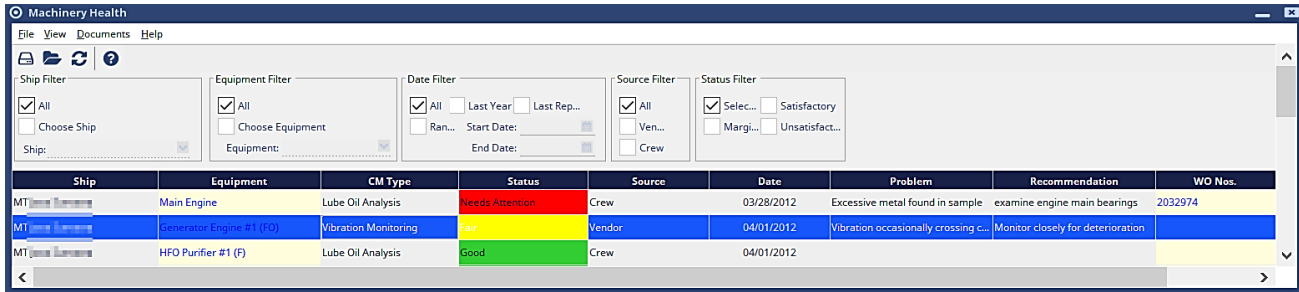 Machinery Health
File View Documents Help
Ship Filter Equipment Filter Date Filter Source Filter Status Filter
All All All Last Year Last Rep... All Selec... Satisfactory
Choose Ship Choose Equipment Ran... Start Date: Ven... Margi... Unsatisfact...
Ship: Equipment: End Date: Crew
Ship Equipment CM Type Status Source Date Problem Recommendation WO Nos.
MT Main Engine Lube Oil Analysis Needs Attention Crew 03/28/2012 Excessive metal found in sample examine engine main bearings 2032974
MT Generator Engine #1 (FO) Vibration Monitoring Fair Vendor 04/01/2012 Vibration occasionally crossing c... Monitor closely for deterioration
MT HFO Purifier #1 (F) Lube Oil Analysis Good Crew 04/01/2012